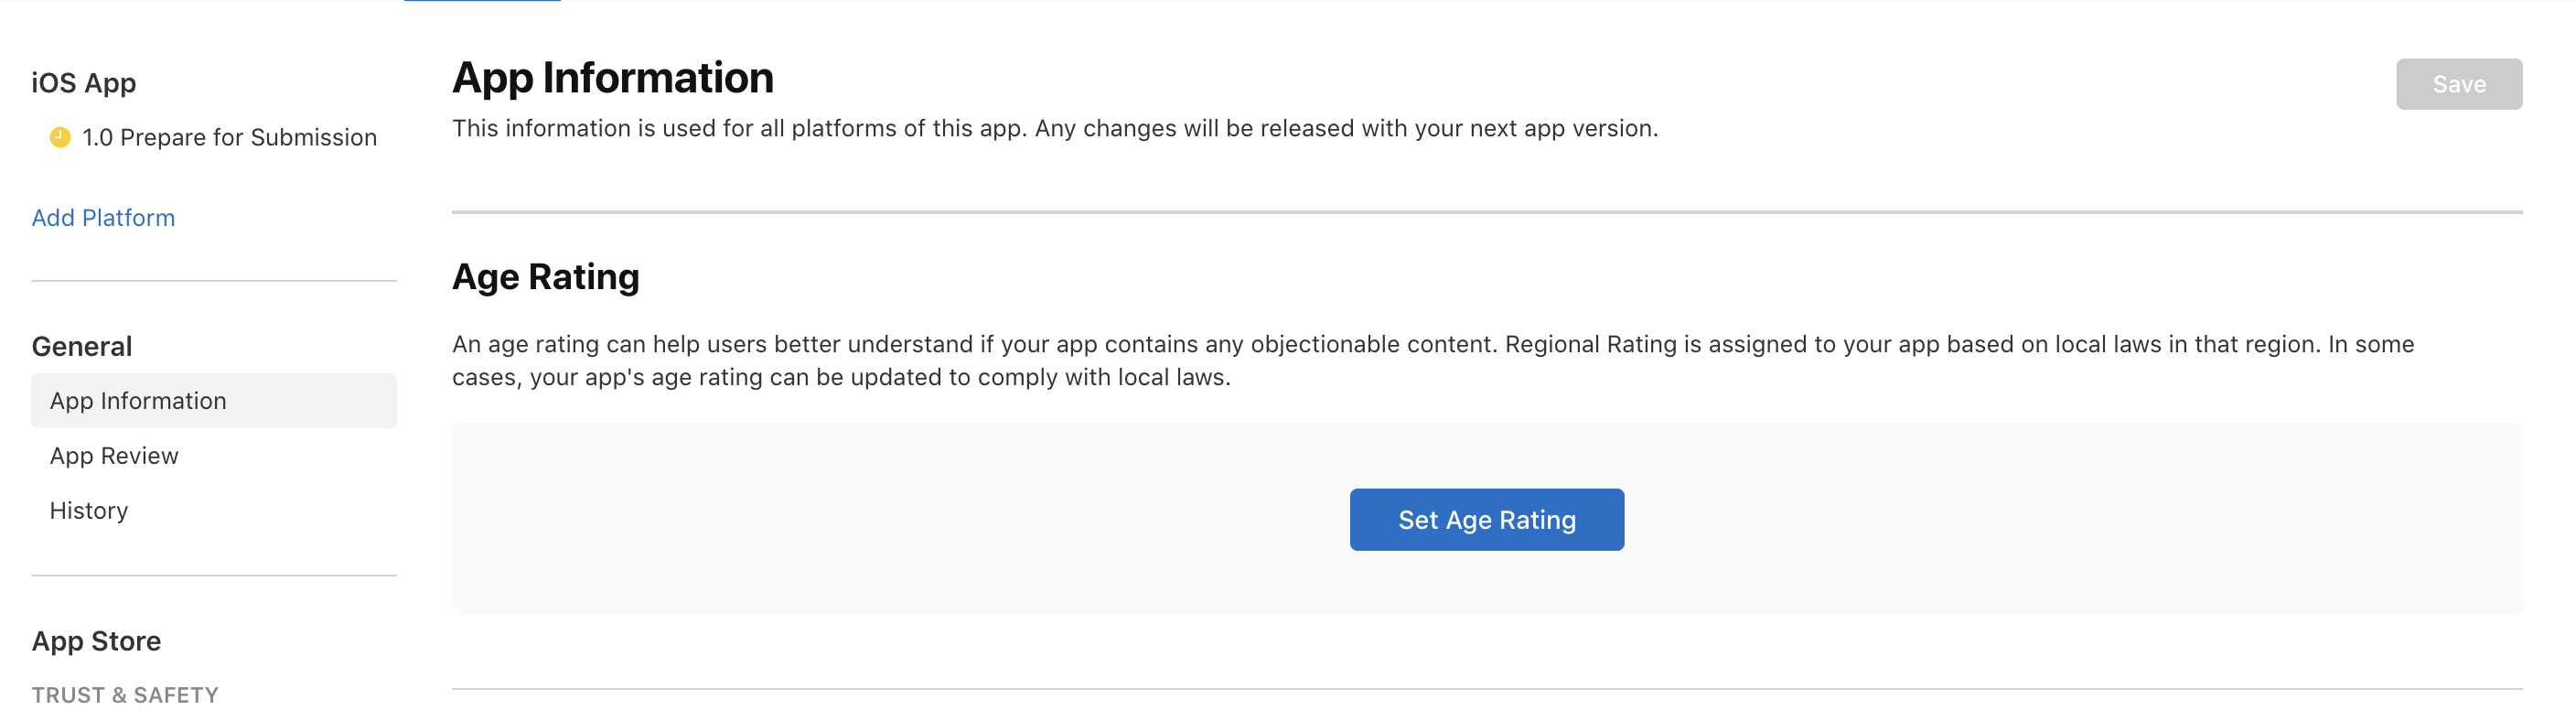 iOS App
1.0 Prepare for Submission
Add Platform
General
App Information
App Review
History
App Store
TRUST & SAFETY
App Information
Save
This information is used for all platforms of this app. Any changes will be released with your next app version.
Age Rating
An age rating can help users better understand if your app contains any objectionable content. Regional Rating is assigned to your app based on local laws in that region. In some
cases, your app's age rating can be updated to comply with local laws.
Set Age Rating